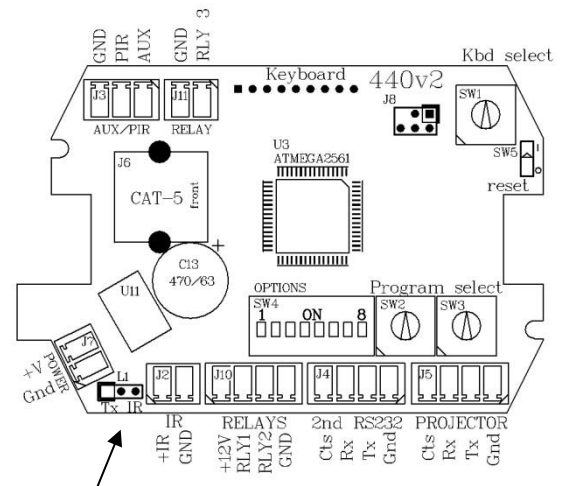 GND PIR AUX
GND RLY 3
Kbd select
Keyboard
440v2
J3
J11
J8
SW1
AUX/PIR
RELAY
U3
ATMEGA2561
SW5
1
0
reset
J6
CAT-5
front
+
C13
470/63
U11
OPTIONS
Program select
SW4
1 ON 8
SW2
SW3
J7
POWER
+V
Gnd
L1
Tx IR
J2
J10
J4
J5
IR
RELAYS
2nd RS232
PROJECTOR
+IR GND
+12V RLY1 RLY2 GND
Cts Rx Tx Gnd
Cts Rx Tx Gnd